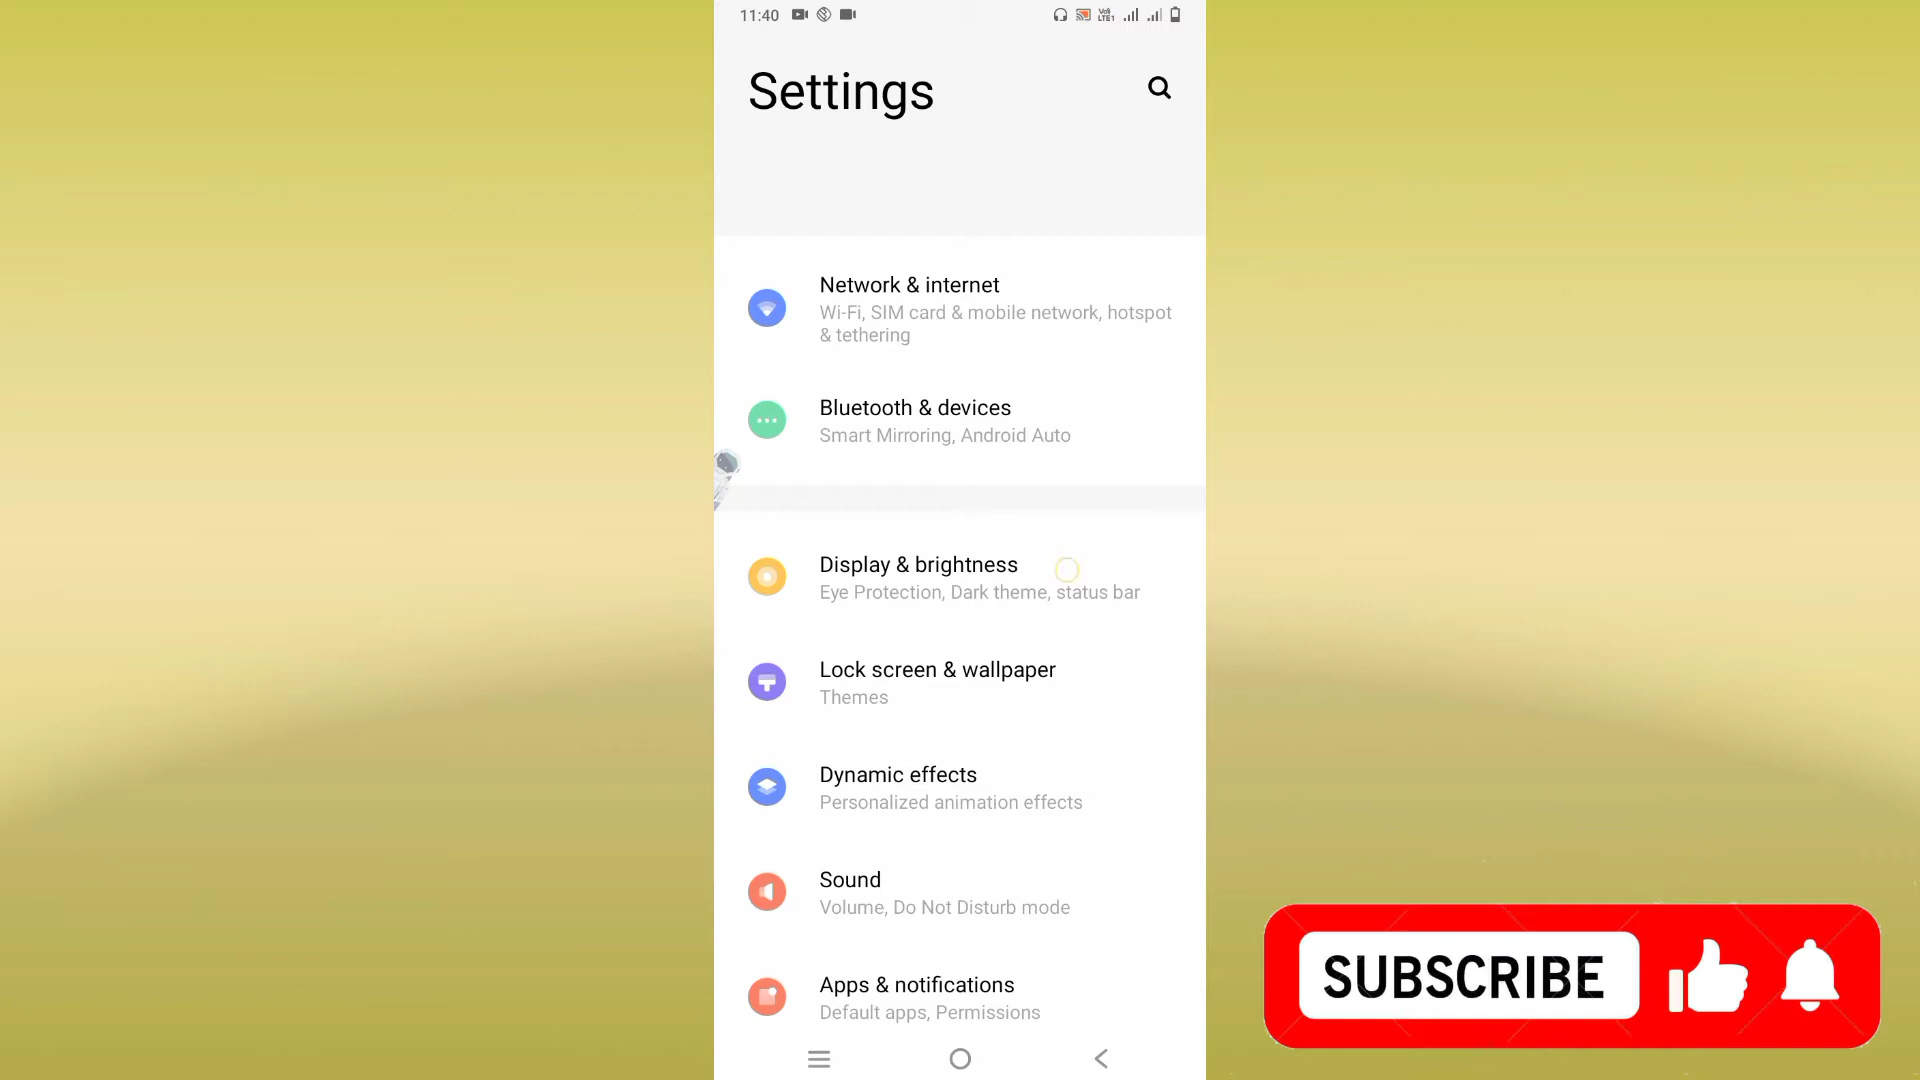 11:40
Vo)) LTE1
Settings
Network & internet
Wi-Fi, SIM card & mobile network, hotspot
& tethering
Bluetooth & devices
Smart Mirroring, Android Auto
Display & brightness
Eye Protection, Dark theme, status bar
Lock screen & wallpaper
Themes
Dynamic effects
Personalized animation effects
Sound
Volume, Do Not Disturb mode
Apps & notifications
Default apps, Permissions
SUBSCRIBE